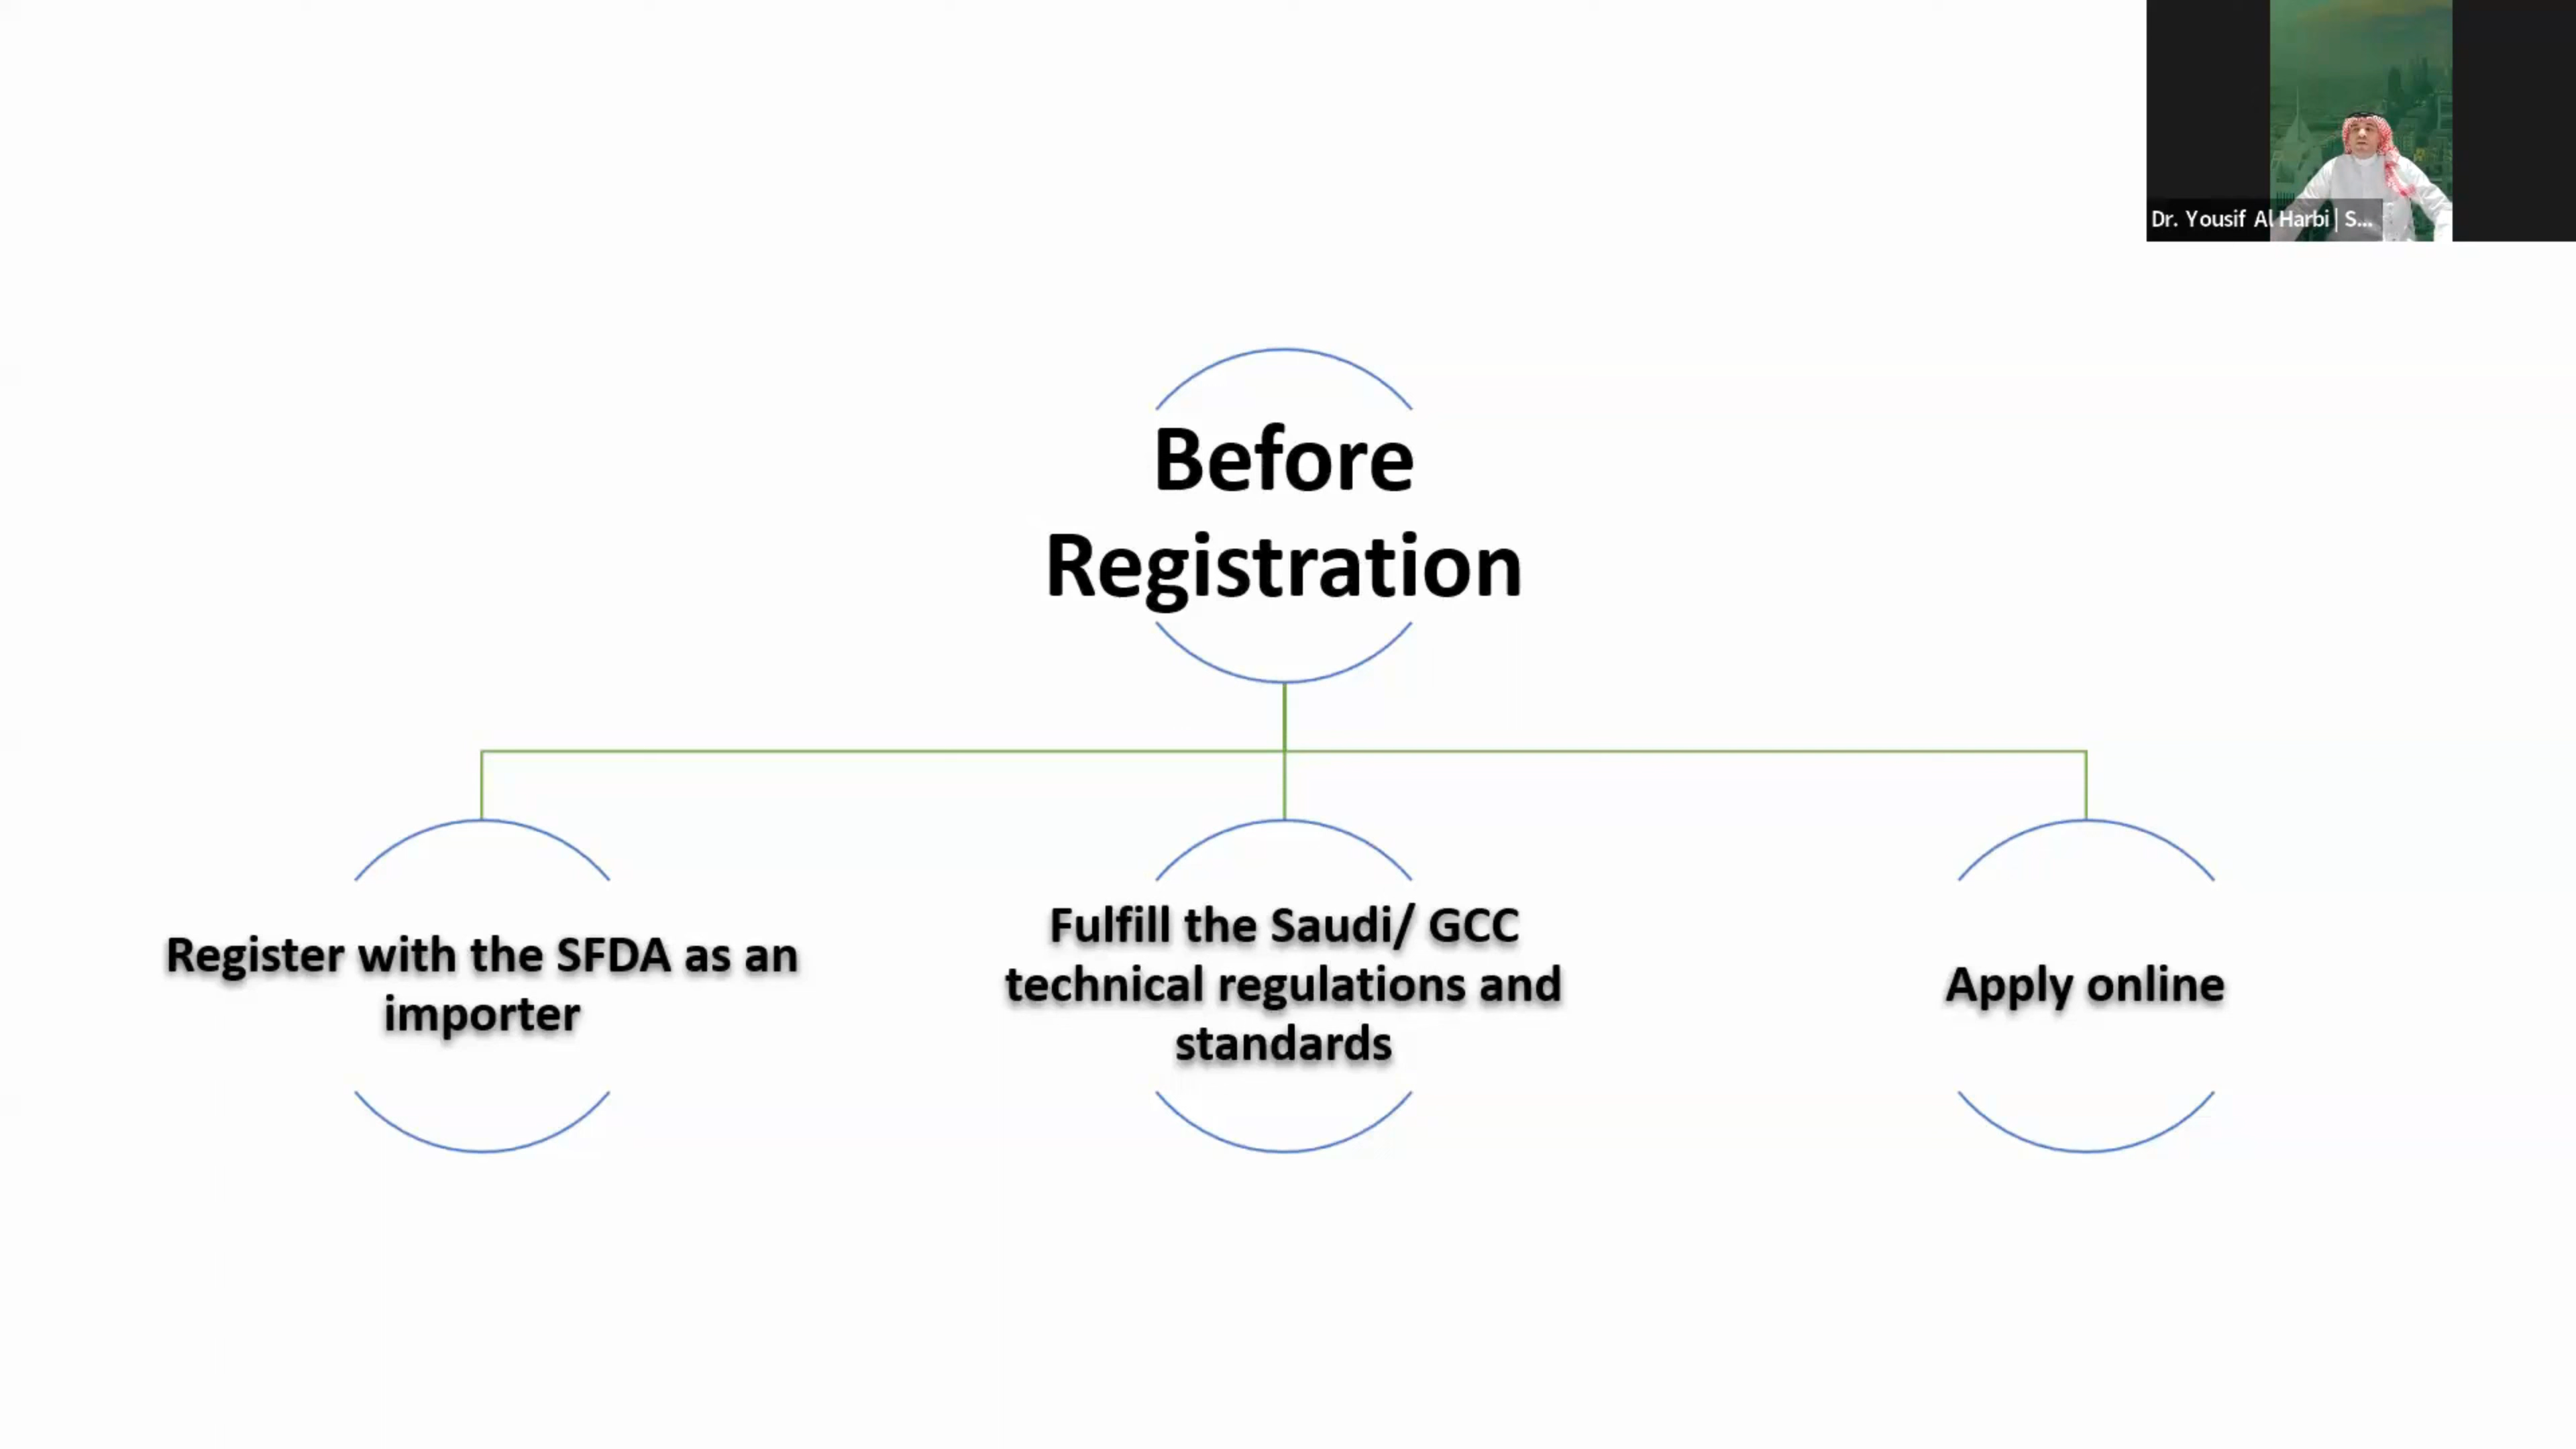 Dr. Yousif Al Harbi | S...
Before
Registration
Register with the SFDA as an
importer
Fulfill the Saudi/ GCC
technical regulations and
standards
Apply online